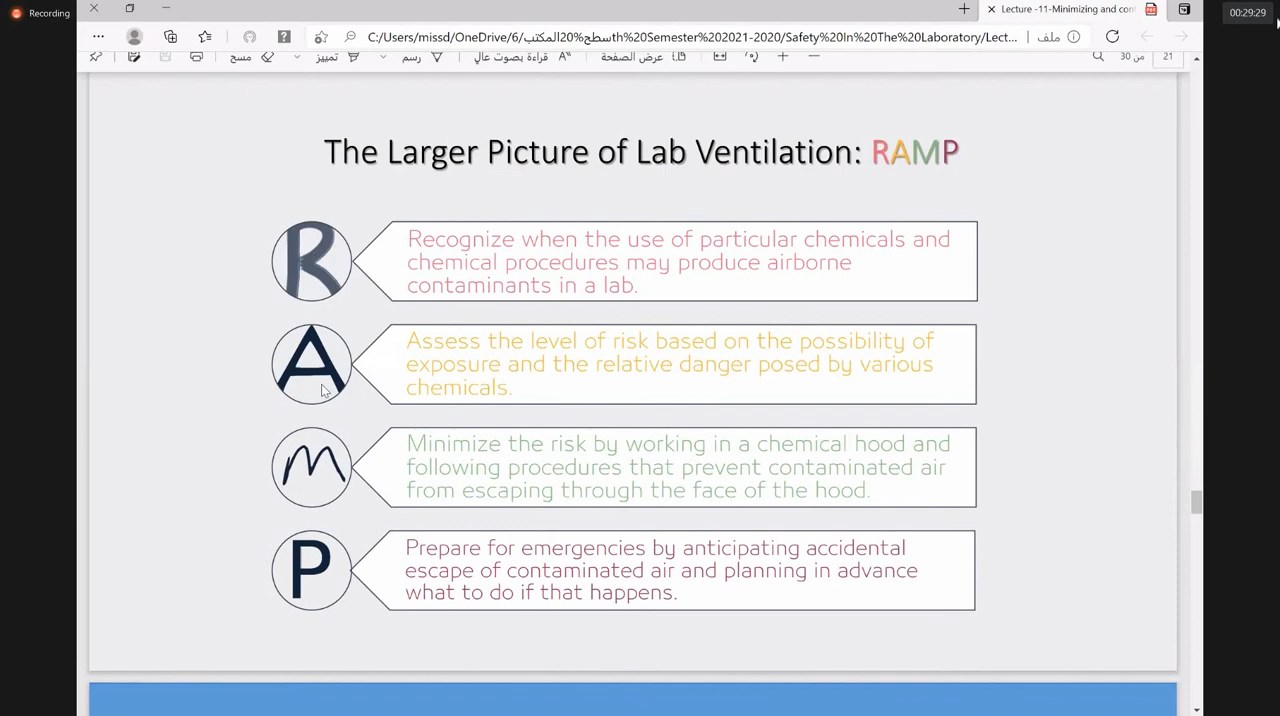 Recording
00:29:29
Lecture -11-Minimizing and con
C:/Users/missd/OneDrive/سطح%20المكتب/6th%20Semester%202021-2020/Safety%20In%20The%20Laboratory/Lect...
ملف
مسح
تمييز
رسم
قراءة بصوت عالٍ
عرض الصفحة
21
من 30
The Larger Picture of Lab Ventilation: RAMP
R
Recognize when the use of particular chemicals and
chemical procedures may produce airborne
contaminants in a lab.
A
Assess the level of risk based on the possibility of
exposure and the relative danger posed by various
chemicals.
M
Minimize the risk by working in a chemical hood and
following procedures that prevent contaminated air
from escaping through the face of the hood.
P
Prepare for emergencies by anticipating accidental
escape of contaminated air and planning in advance
what to do if that happens.